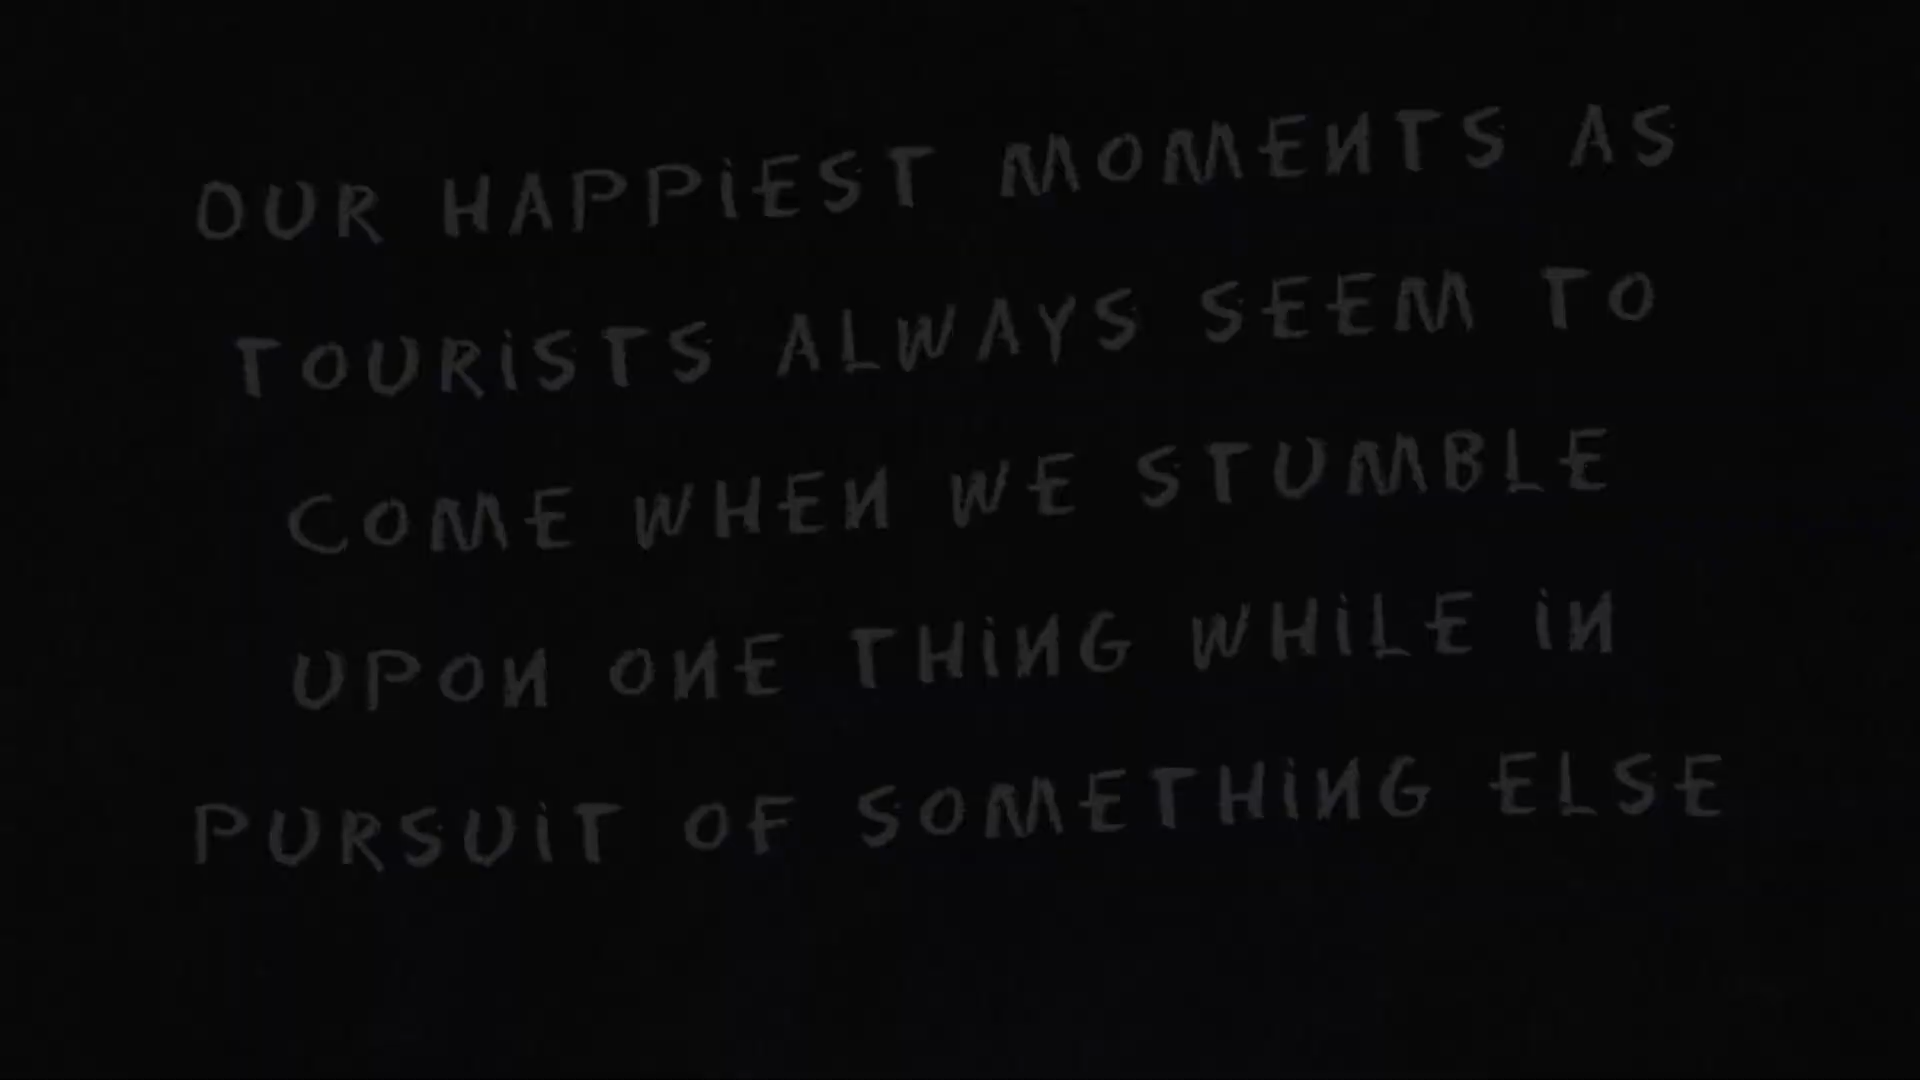 OUR HAPPiEST MOMENTS AS
TOURiSTS ALWAYS SEEM TO
COME WHEN WE STUMBLE
UPON ONE THiNG WHiLE iN
PURSUiT OF SOMETHiNG ELSE